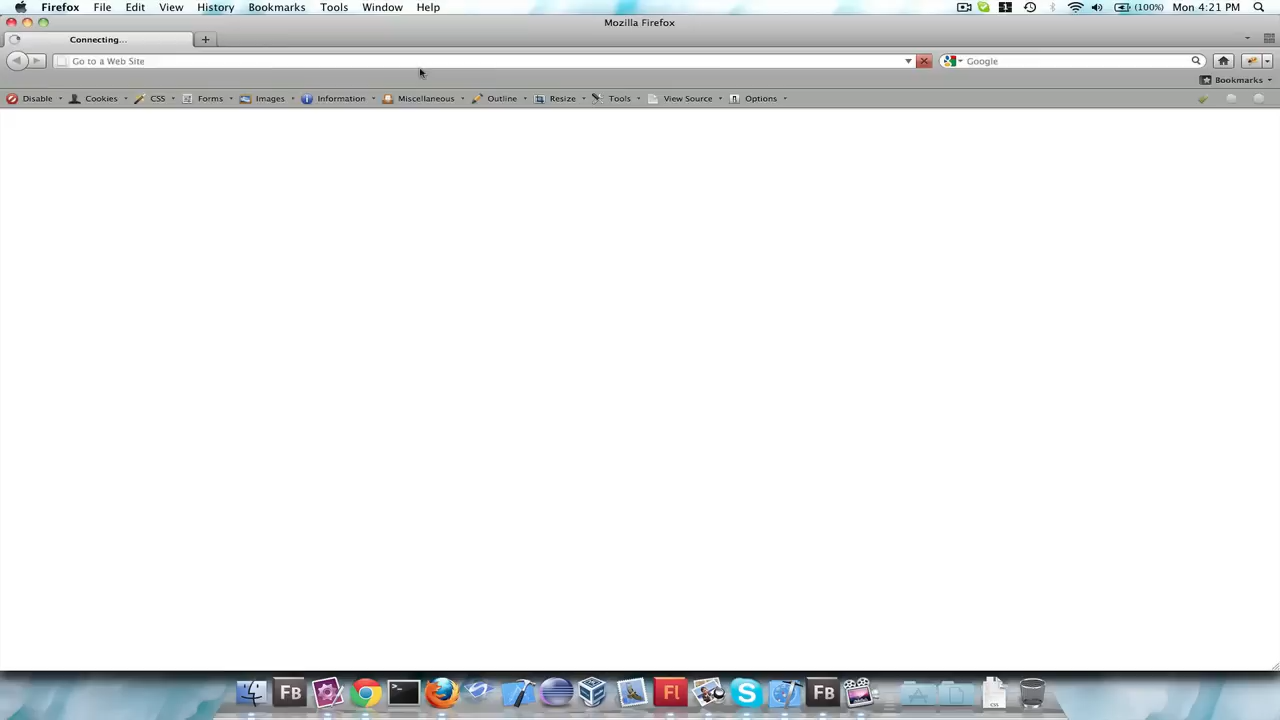 Firefox File Edit View History Bookmarks Tools Window Help 1 (100%) Mon 4:21 PM
Mozilla Firefox
Connecting... +
Go to a Web Site Google
Bookmarks
Disable Cookies CSS Forms Images Information Miscellaneous Outline Resize Tools View Source Options
FB >_ Fl FB CSS